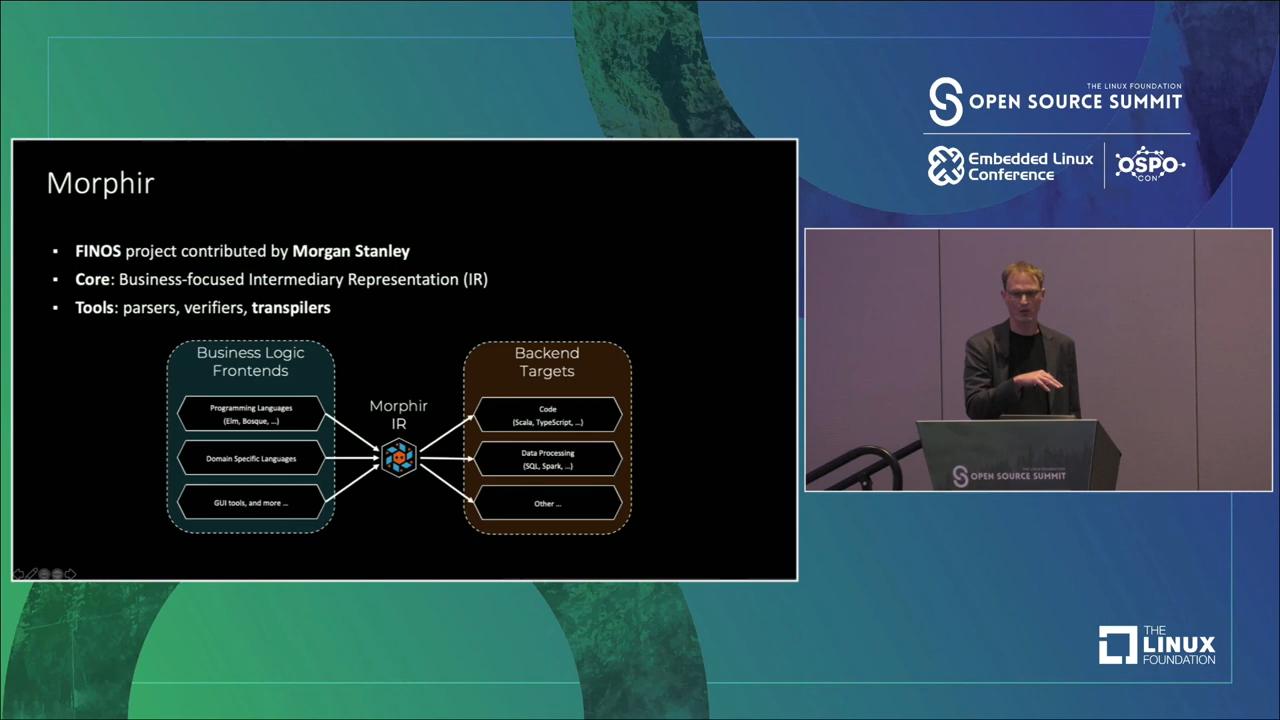 THE LINUX FOUNDATION
OPEN SOURCE SUMMIT
Embedded Linux
Conference
OSPO
CON
Morphir
▪ FINOS project contributed by Morgan Stanley
▪ Core: Business-focused Intermediary Representation (IR)
▪ Tools: parsers, verifiers, transpilers
Business Logic
Frontends
Programming Languages
(Elm, Bosque, ...)
Domain Specific Languages
GUI tools, and more ...
Morphir
IR
Backend
Targets
Code
(Scala, TypeScript, ...)
Data Processing
(SQL, Spark, ...)
Other ...
THE LINUX FOUNDATION
OPEN SOURCE SUMMIT
THE
LINUX
FOUNDATION